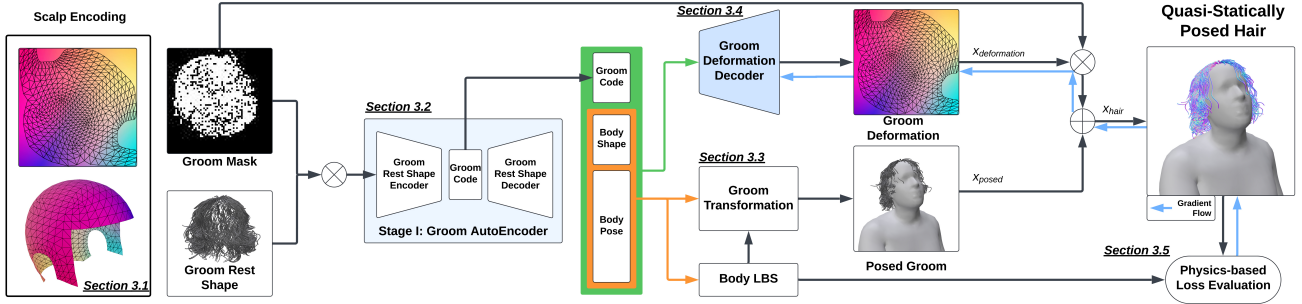 Scalp Encoding
Section 3.1
Groom Mask
Groom Rest
Shape
Section 3.2
Groom
Rest Shape
Encoder
Groom
Code
Groom
Rest Shape
Decoder
Stage I: Groom AutoEncoder
Groom
Code
Body
Shape
Body
Pose
Section 3.4
Groom
Deformation
Decoder
Groom
Deformation
Section 3.3
Groom
Transformation
Body LBS
Posed Groom
x_deformation
x_posed
x_hair
Quasi-Statically
Posed Hair
Gradient
Flow
Section 3.5
Physics-based
Loss Evaluation